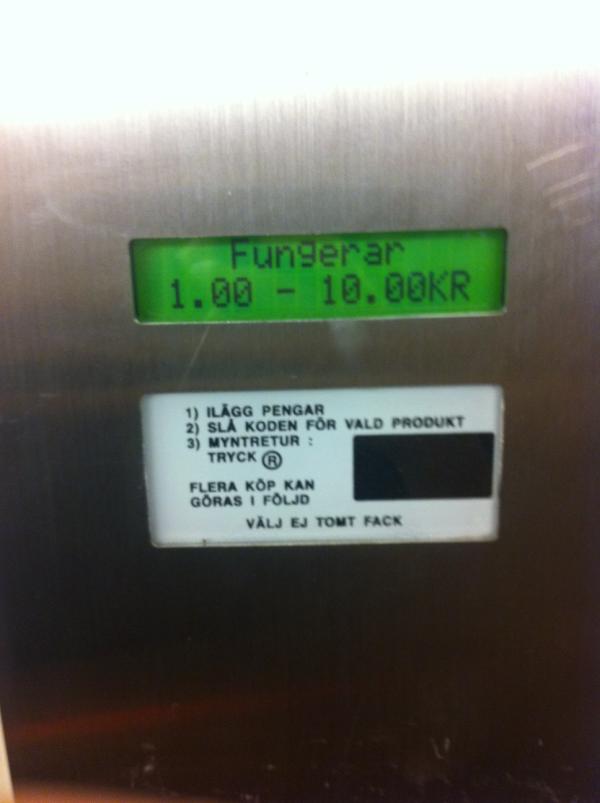 Fungerar
1.00 - 10.00KR
1) ILÄGG PENGAR
2) SLÅ KODEN FÖR VALD PRODUKT
3) MYNTRETUR :
TRYCK Ⓡ
FLERA KÖP KAN
GÖRAS I FÖLJD
VÄLJ EJ TOMT FACK